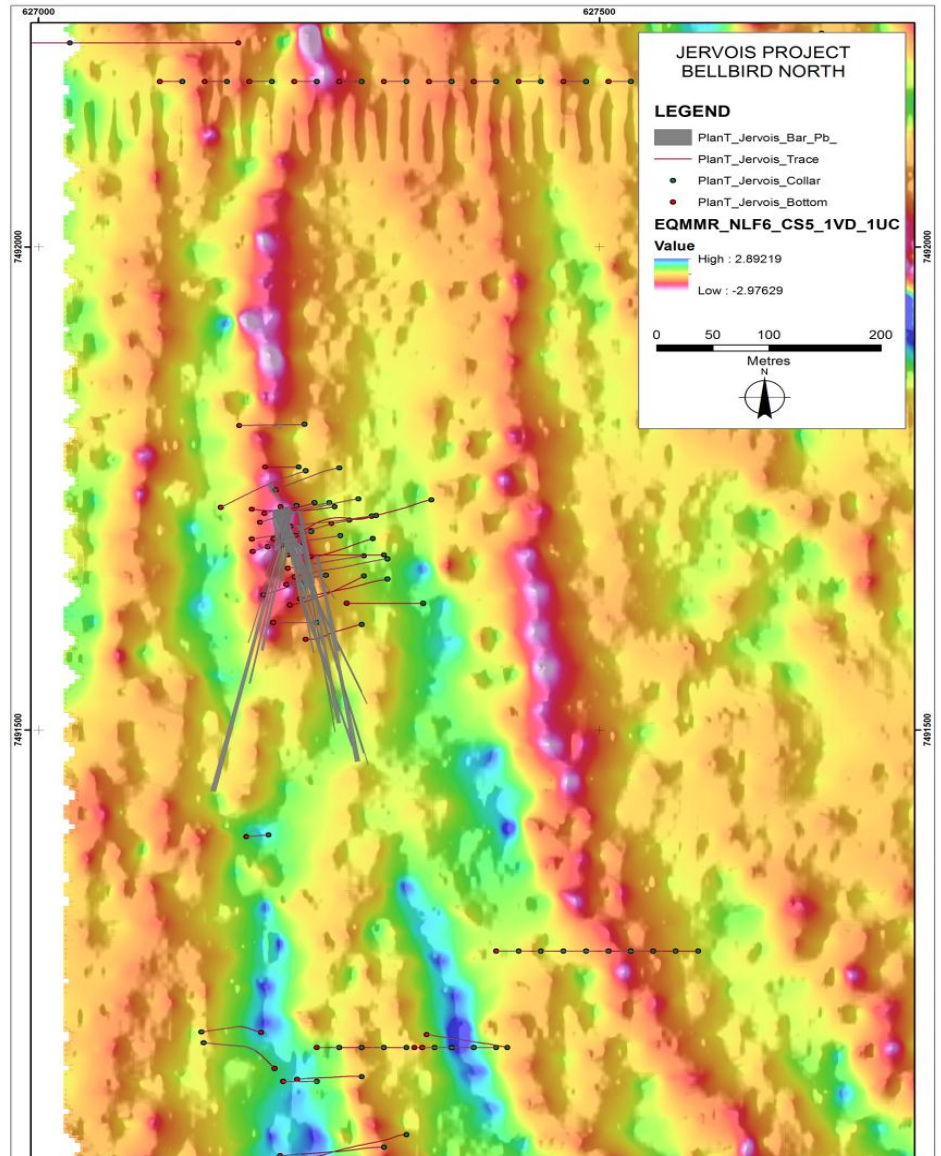 627000
627500
JERVOIS PROJECT
BELLBIRD NORTH
LEGEND
PlanT_Jervois_Bar_Pb_
PlanT_Jervois_Trace
PlanT_Jervois_Collar
PlanT_Jervois_Bottom
EQMMR_NLF6_CS5_1VD_1UC
Value
High : 2.89219
Low : -2.97629
0 50 100 200
Metres
N
7492000
7492000
7491500
7491500